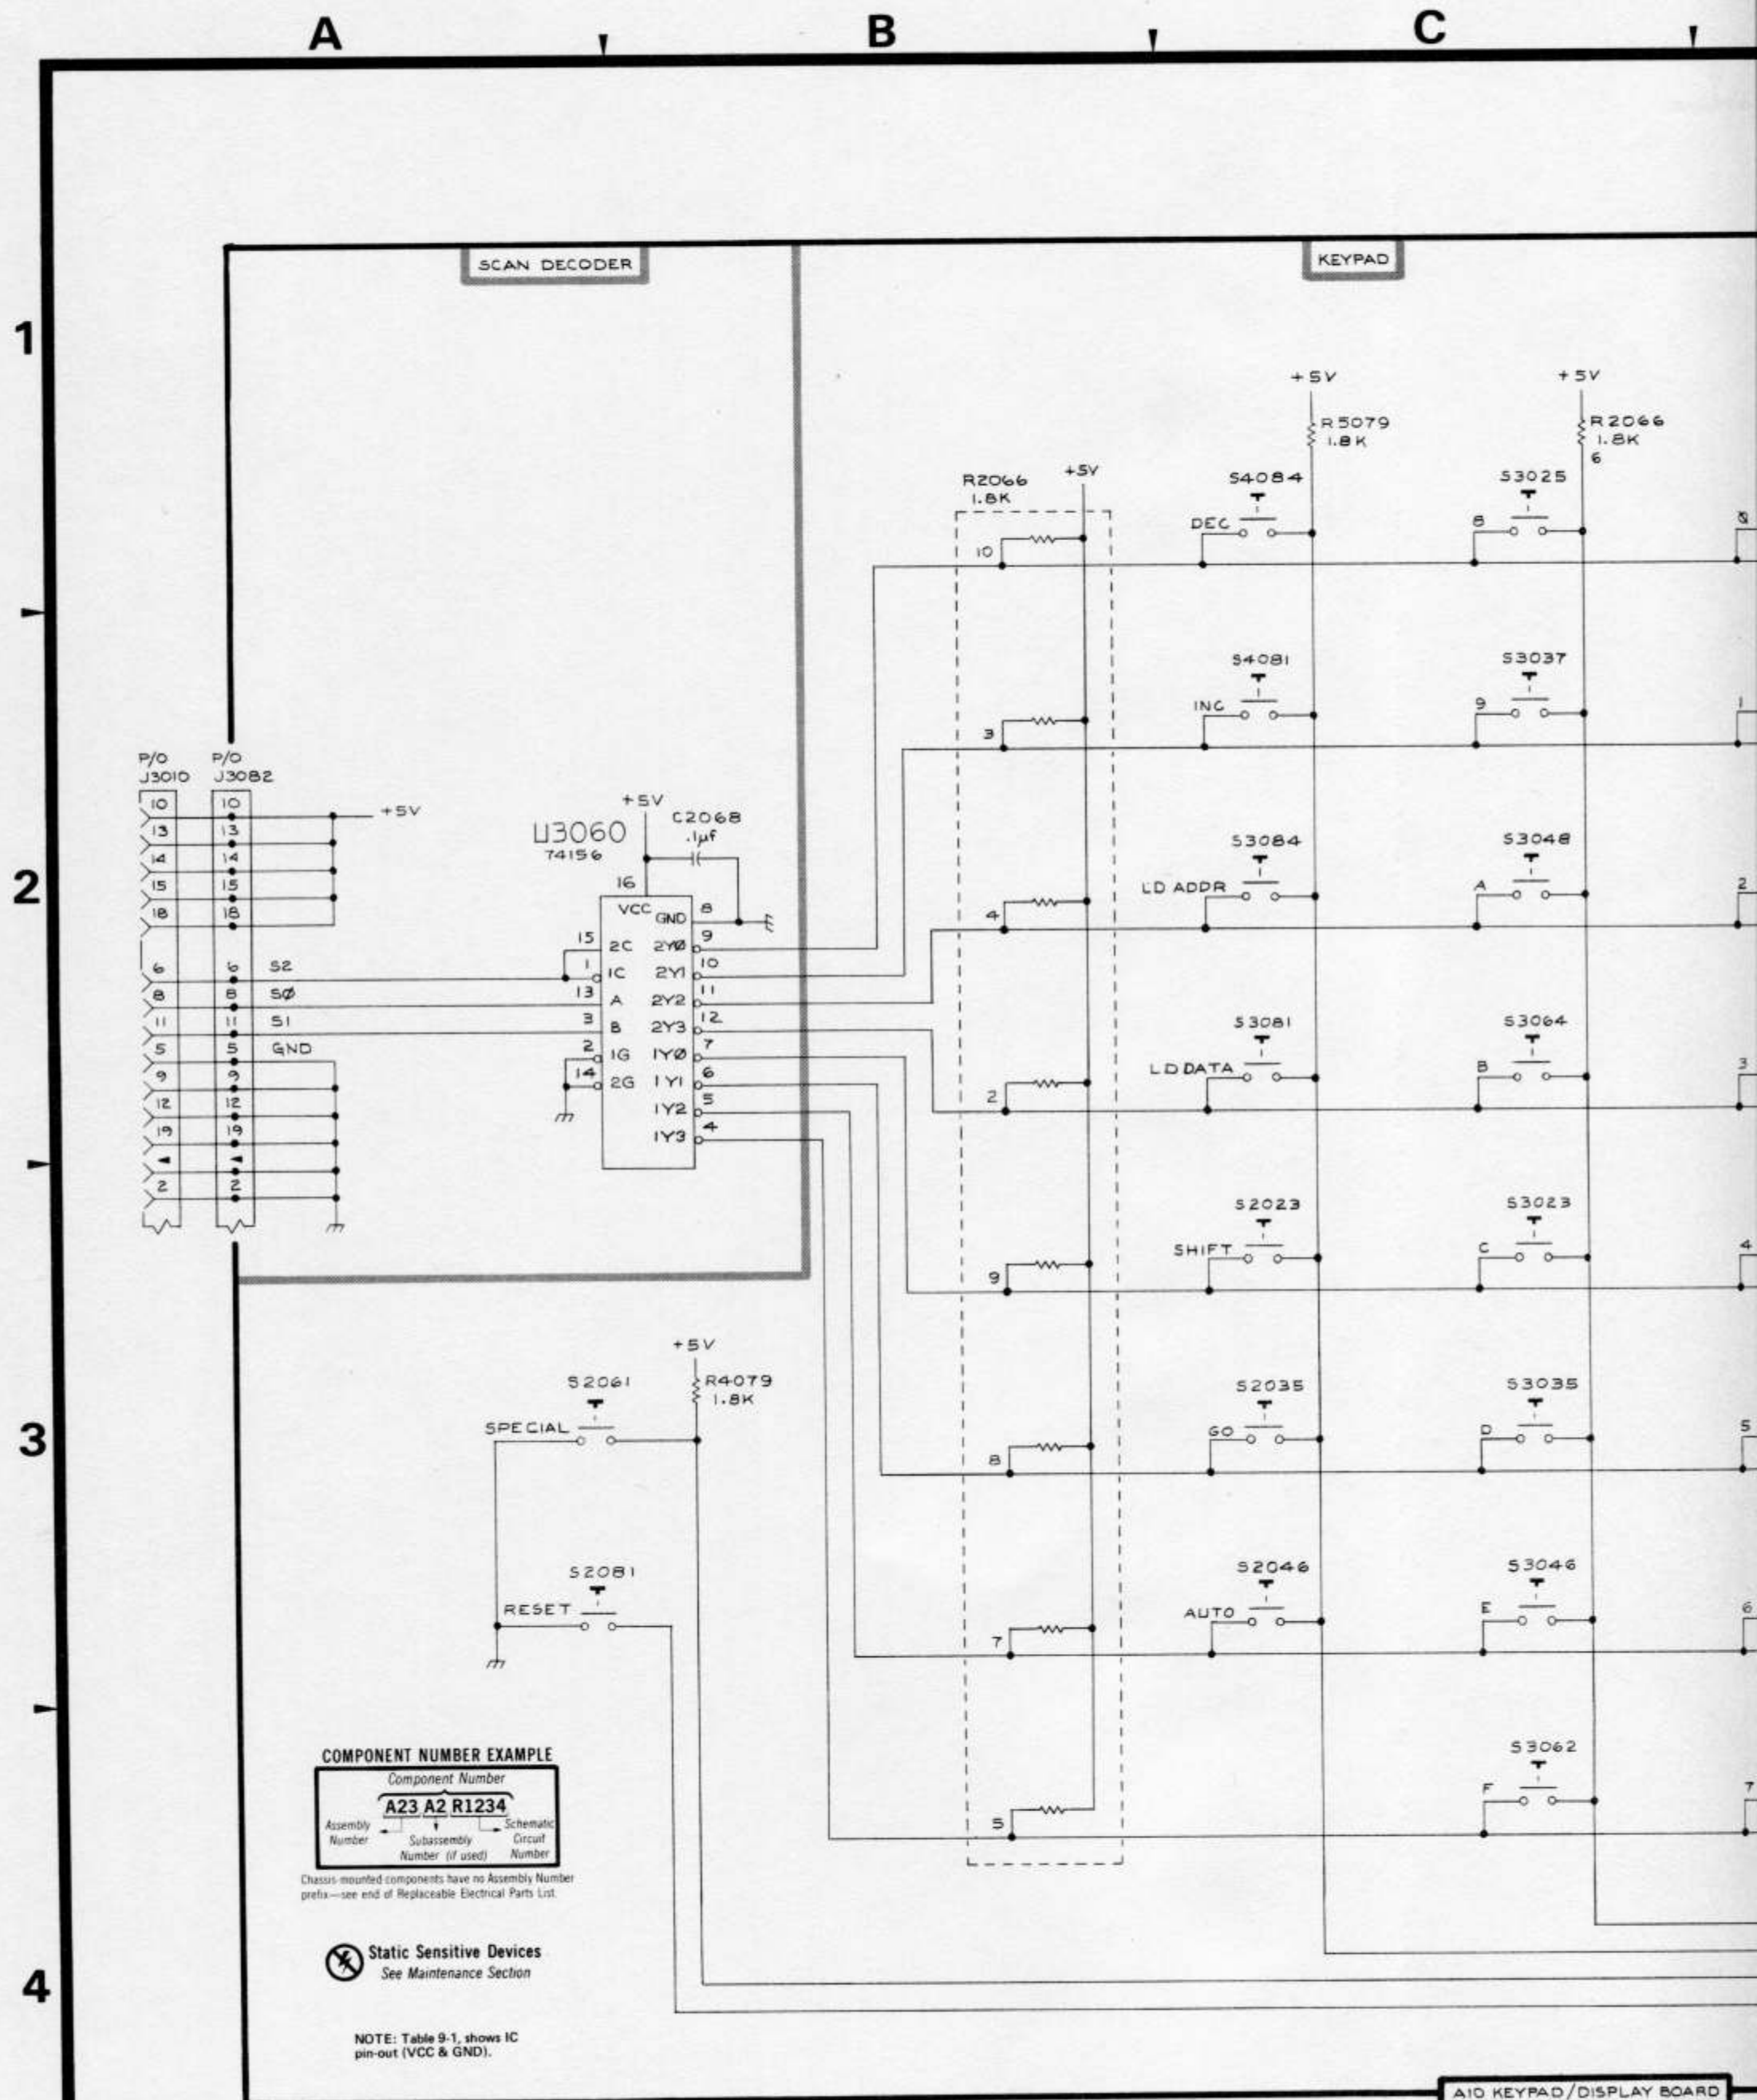 A B C
1
2
3
4
SCAN DECODER
KEYPAD
+5V
R5079
1.8K
+5V
R2066
1.8K
6
R2066
1.8K
+5V
S4084
DEC
S3025
8
0
10
S4081
INC
S3037
9
1
3
P/O
J3010
P/O
J3082
10 10 +5V
13 13
14 14
15 15
18 18
6 6 S2
8 8 SØ
11 11 S1
5 5 GND
9 9
12 12
19 19
2 2
U3060
74156
+5V
C2068
.1µf
16
VCC
GND 8
15 2C 2YØ 9
1 1C 2Y1 10
13 A 2Y2 11
3 B 2Y3 12
2 1G 1YØ 7
14 2G 1Y1 6
1Y2 5
1Y3 4
S3084
LD ADDR
S3048
A
2
4
S3081
LD DATA
S3064
B
3
2
S2023
SHIFT
S3023
C
4
9
+5V
R4079
1.8K
S2061
SPECIAL
S2035
GO
S3035
D
5
8
S2081
RESET
S2046
AUTO
S3046
E
6
7
S3062
F
7
5
COMPONENT NUMBER EXAMPLE
Component Number
A23 A2 R1234
Assembly
Number
Subassembly
Number (if used)
Schematic
Circuit
Number
Chassis-mounted components have no Assembly Number
prefix—see end of Replaceable Electrical Parts List.
Static Sensitive Devices
See Maintenance Section
NOTE: Table 9-1, shows IC
pin-out (VCC & GND).
A10 KEYPAD/DISPLAY BOARD